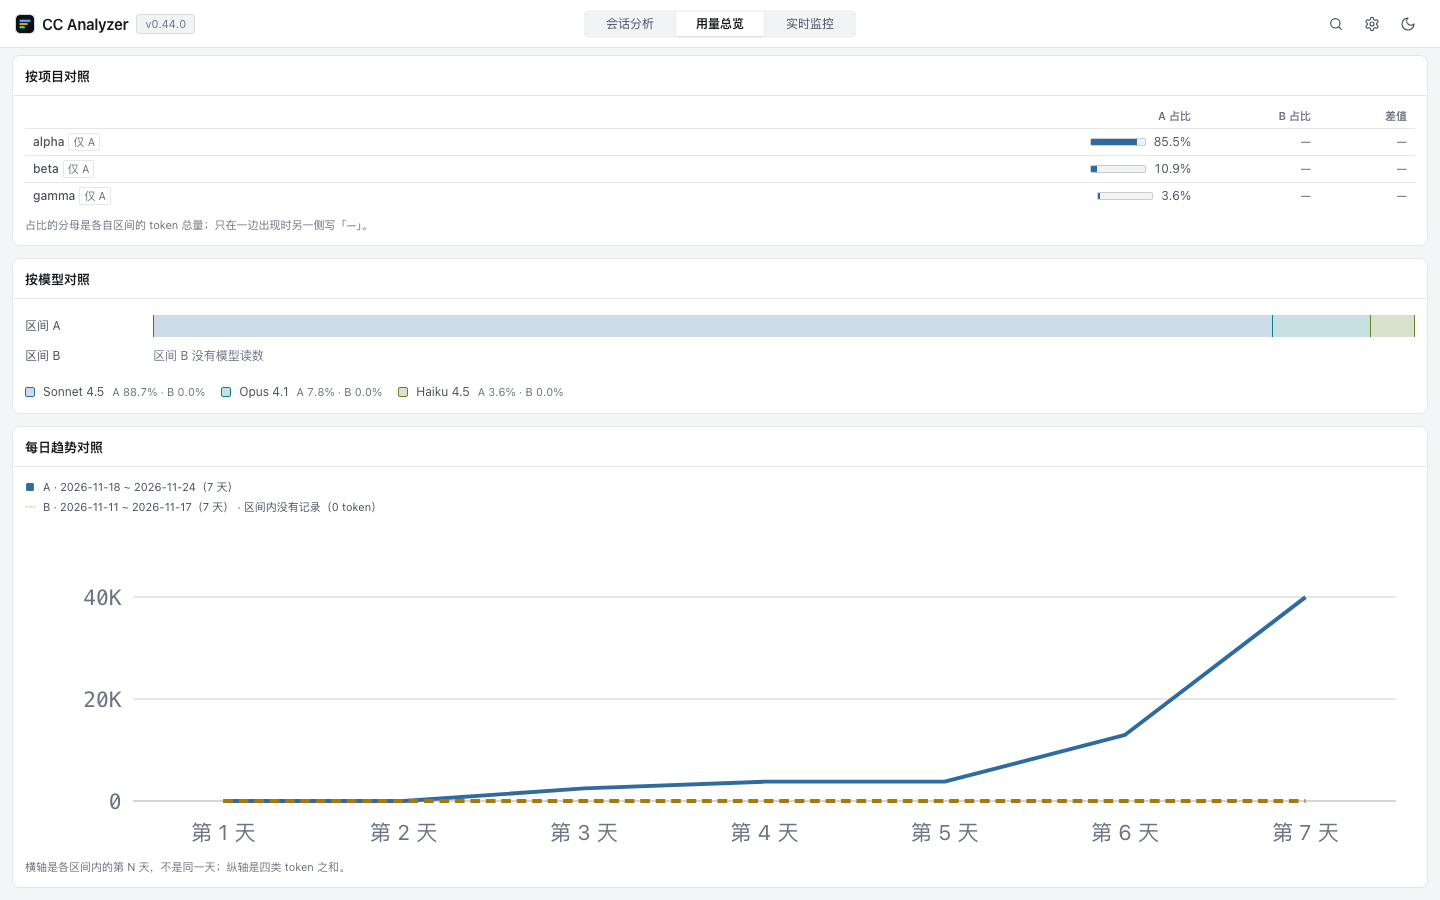 CC Analyzer v0.44.0 会话分析 用量总览 实时监控
按项目对照
A 占比 B 占比 差值
alpha 仅 A 85.5% — —
beta 仅 A 10.9% — —
gamma 仅 A 3.6% — —
占比的分母是各自区间的 token 总量；只在一边出现时另一侧写「—」。
按模型对照
区间 A
区间 B 区间 B 没有模型读数
Sonnet 4.5 A 88.7% · B 0.0% Opus 4.1 A 7.8% · B 0.0% Haiku 4.5 A 3.6% · B 0.0%
每日趋势对照
A · 2026-11-18 ~ 2026-11-24（7 天）
B · 2026-11-11 ~ 2026-11-17（7 天） · 区间内没有记录（0 token）
40K
20K
0
第 1 天 第 2 天 第 3 天 第 4 天 第 5 天 第 6 天 第 7 天
横轴是各区间内的第 N 天，不是同一天；纵轴是四类 token 之和。